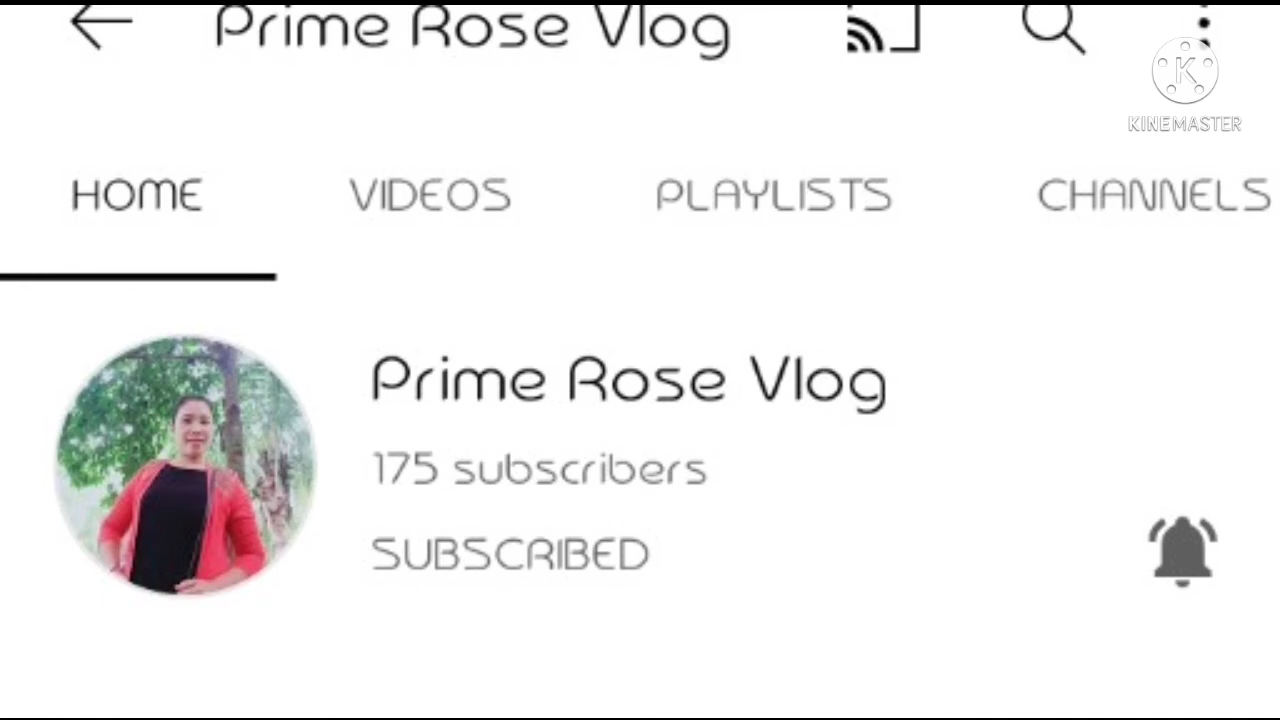 Prime Rose Vlog
K
KINEMASTER
HOME VIDEOS PLAYLISTS CHANNELS
Prime Rose Vlog
175 subscribers
SUBSCRIBED